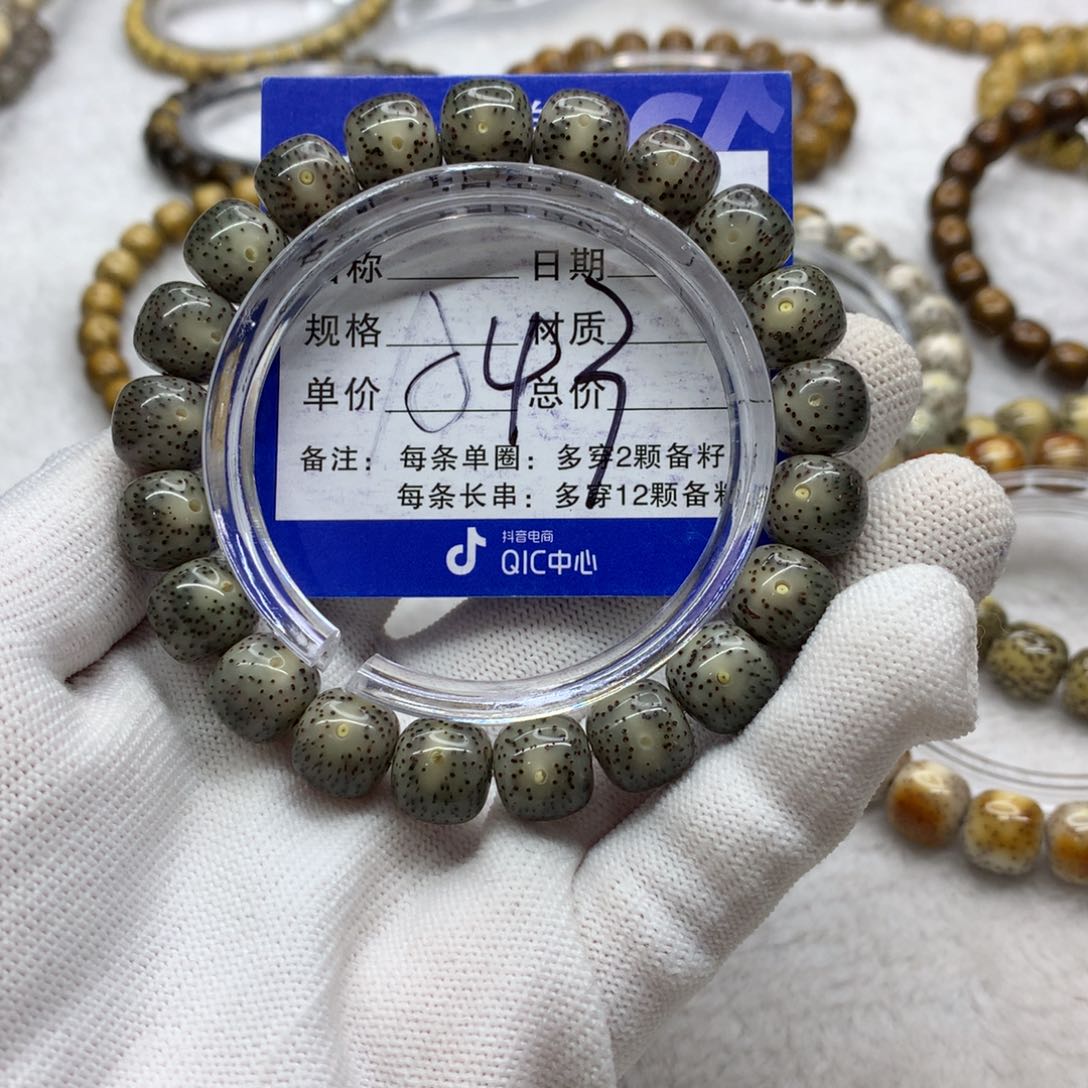 称 日期
规格 材质
单价 总价
043
备注： 每条单圈：多穿2颗备籽
每条长串：多穿12颗备
抖音电商
QIC中心